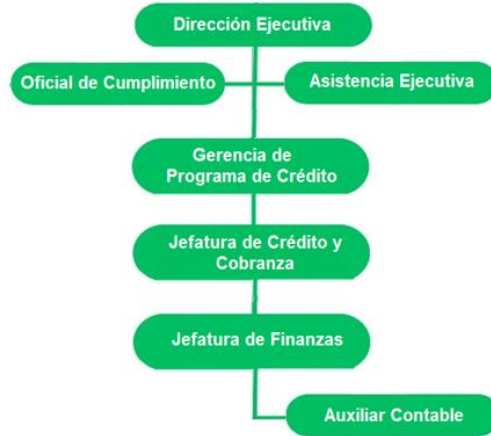 Dirección Ejecutiva
Oficial de Cumplimiento
Asistencia Ejecutiva
Gerencia de
Programa de Crédito
Jefatura de Crédito y
Cobranza
Jefatura de Finanzas
Auxiliar Contable